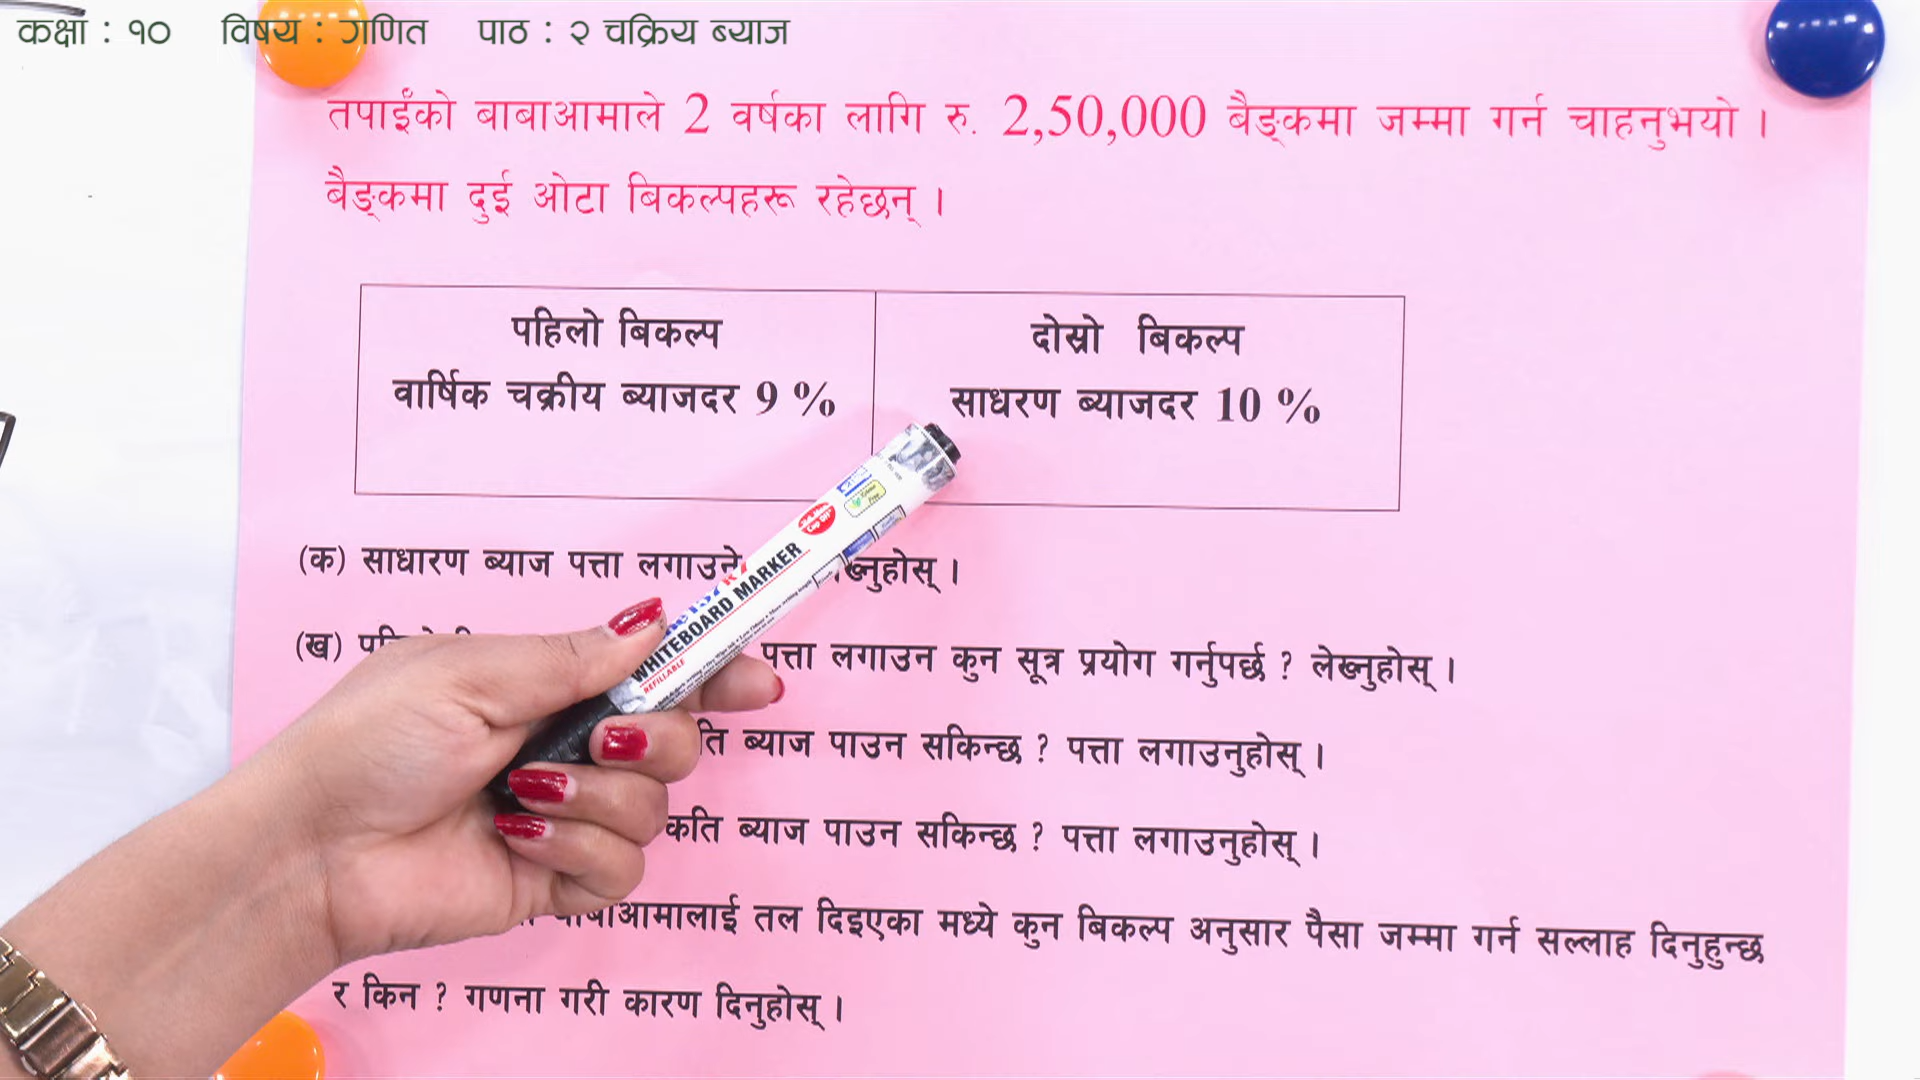 कक्षा : १० विषय : गणित पाठ : २ चक्रिय ब्याज
तपाईंको बाबाआमाले 2 वर्षका लागि रु. 2,50,000 बैङ्कमा जम्मा गर्न चाहनुभयो ।
बैङ्कमा दुई ओटा बिकल्पहरू रहेछन् ।
पहिलो बिकल्प
वार्षिक चक्रीय ब्याजदर 9 %
दोस्रो बिकल्प
साधरण ब्याजदर 10 %
(क) साधारण ब्याज पत्ता लगाउने
(ख) पत्ता लगाउन कुन सूत्र प्रयोग गर्नुपर्छ ? लेख्नुहोस् ।
ब्याज पाउन सकिन्छ ? पत्ता लगाउनुहोस् ।
कति ब्याज पाउन सकिन्छ ? पत्ता लगाउनुहोस् ।
बाबाआमालाई तल दिइएका मध्ये कुन बिकल्प अनुसार पैसा जम्मा गर्न सल्लाह दिनुहुन्छ
र किन ? गणना गरी कारण दिनुहोस् ।
WHITEBOARD MARKER
REFILLABLE